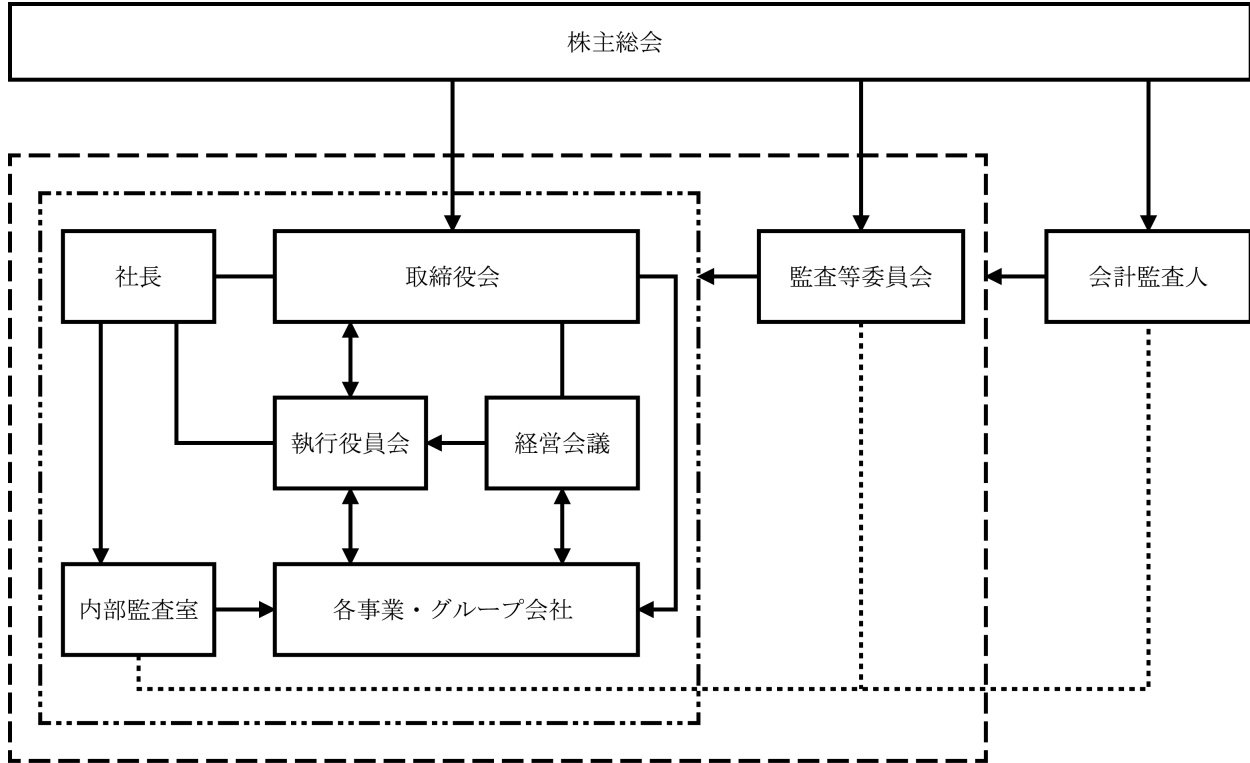 株主総会
社長
取締役会
監査等委員会
会計監査人
執行役員会
経営会議
内部監査室
各事業・グループ会社